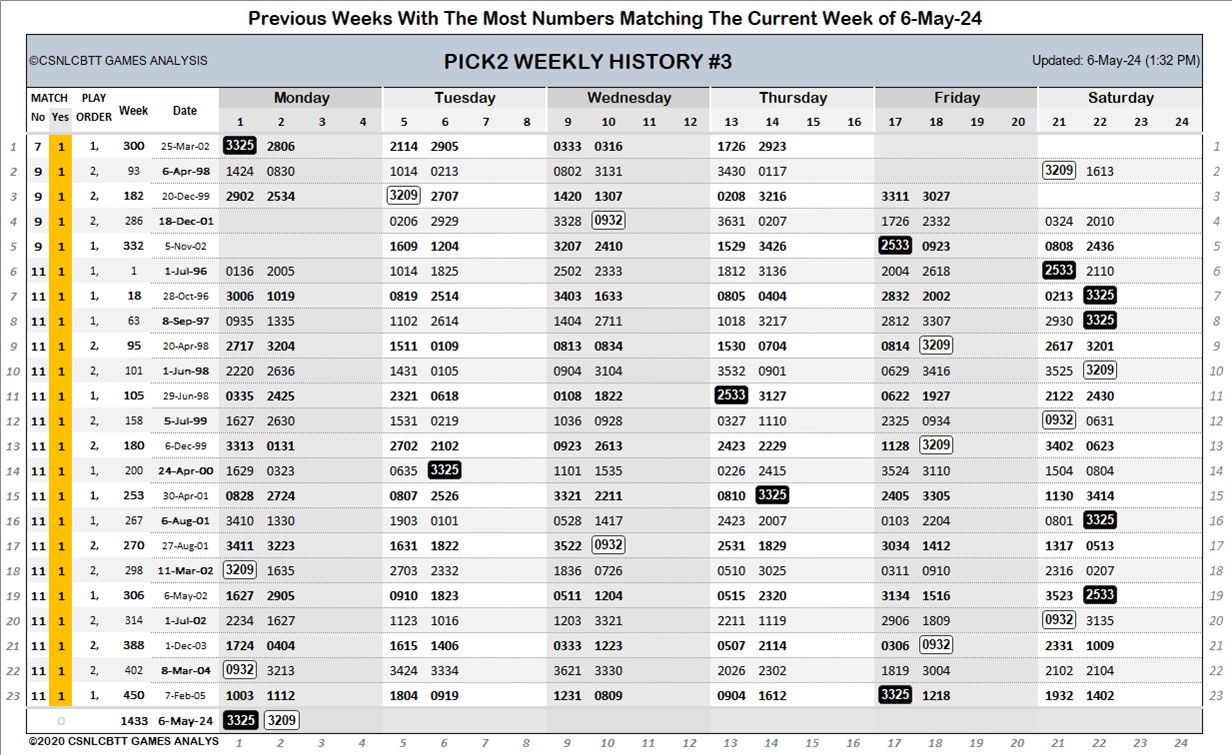 Previous Weeks With The Most Numbers Matching The Current Week of 6-May-24
©CSNLCBTT GAMES ANALYSIS PICK2 WEEKLY HISTORY #3 Updated: 6-May-24 (1:32 PM)
MATCH PLAY Week Date Monday Tuesday Wednesday Thursday Friday Saturday
No Yes ORDER 1 2 3 4 5 6 7 8 9 10 11 12 13 14 15 16 17 18 19 20 21 22 23 24
1 7 1 1, 300 25-Mar-02 3325 2806 2114 2905 0333 0316 1726 2923 1
2 9 1 2, 93 6-Apr-98 1424 0830 1014 0213 0802 3131 3430 0117 3209 1613 2
3 9 1 2, 182 20-Dec-99 2902 2534 3209 2707 1420 1307 0208 3216 3311 3027 3
4 9 1 2, 286 18-Dec-01 0206 2929 3328 0932 3631 0207 1726 2332 0324 2010 4
5 9 1 1, 332 5-Nov-02 1609 1204 3207 2410 1529 3426 2533 0923 0808 2436 5
6 11 1 1, 1 1-Jul-96 0136 2005 1014 1825 2502 2333 1812 3136 2004 2618 2533 2110 6
7 11 1 1, 18 28-Oct-96 3006 1019 0819 2514 3403 1633 0805 0404 2832 2002 0213 3325 7
8 11 1 1, 63 8-Sep-97 0935 1335 1102 2614 1404 2711 1018 3217 2812 3307 2930 3325 8
9 11 1 2, 95 20-Apr-98 2717 3204 1511 0109 0813 0834 1530 0704 0814 3209 2617 3201 9
10 11 1 2, 101 1-Jun-98 2220 2636 1431 0105 0904 3104 3532 0901 0629 3416 3525 3209 10
11 11 1 1, 105 29-Jun-98 0335 2425 2321 0618 0108 1822 2533 3127 0622 1927 2122 2430 11
12 11 1 2, 158 5-Jul-99 1627 2630 1531 0219 1036 0928 0327 1110 2325 0934 0932 0631 12
13 11 1 2, 180 6-Dec-99 3313 0131 2702 2102 0923 2613 2423 2229 1128 3209 3402 0623 13
14 11 1 1, 200 24-Apr-00 1629 0323 0635 3325 1101 1535 0226 2415 3524 3110 1504 0804 14
15 11 1 1, 253 30-Apr-01 0828 2724 0807 2526 3321 2211 0810 3325 2405 3305 1130 3414 15
16 11 1 1, 267 6-Aug-01 3410 1330 1903 0101 0528 1417 2423 2007 0103 2204 0801 3325 16
17 11 1 2, 270 27-Aug-01 3411 3223 1631 1822 3522 0932 2531 1829 3034 1412 1317 0513 17
18 11 1 2, 298 11-Mar-02 3209 1635 2703 2332 1836 0726 0510 3025 0311 0910 2316 0207 18
19 11 1 1, 306 6-May-02 1627 2905 0910 1823 0511 1204 0515 2320 3134 1516 3523 2533 19
20 11 1 2, 314 1-Jul-02 2234 1627 1123 1016 1203 3321 2211 1119 2906 1809 0932 3135 20
21 11 1 2, 388 1-Dec-03 1724 0404 1615 1406 0333 1223 0507 2114 0306 0932 2331 1009 21
22 11 1 2, 402 8-Mar-04 0932 3213 3424 3334 3621 3330 2026 2302 1819 3004 2102 2104 22
23 11 1 1, 450 7-Feb-05 1003 1112 1804 0919 1231 0809 0904 1612 3325 1218 1932 1402 23
0 1433 6-May-24 3325 3209
©2020 CSNLCBTT GAMES ANALYS 1 2 3 4 5 6 7 8 9 10 11 12 13 14 15 16 17 18 19 20 21 22 23 24